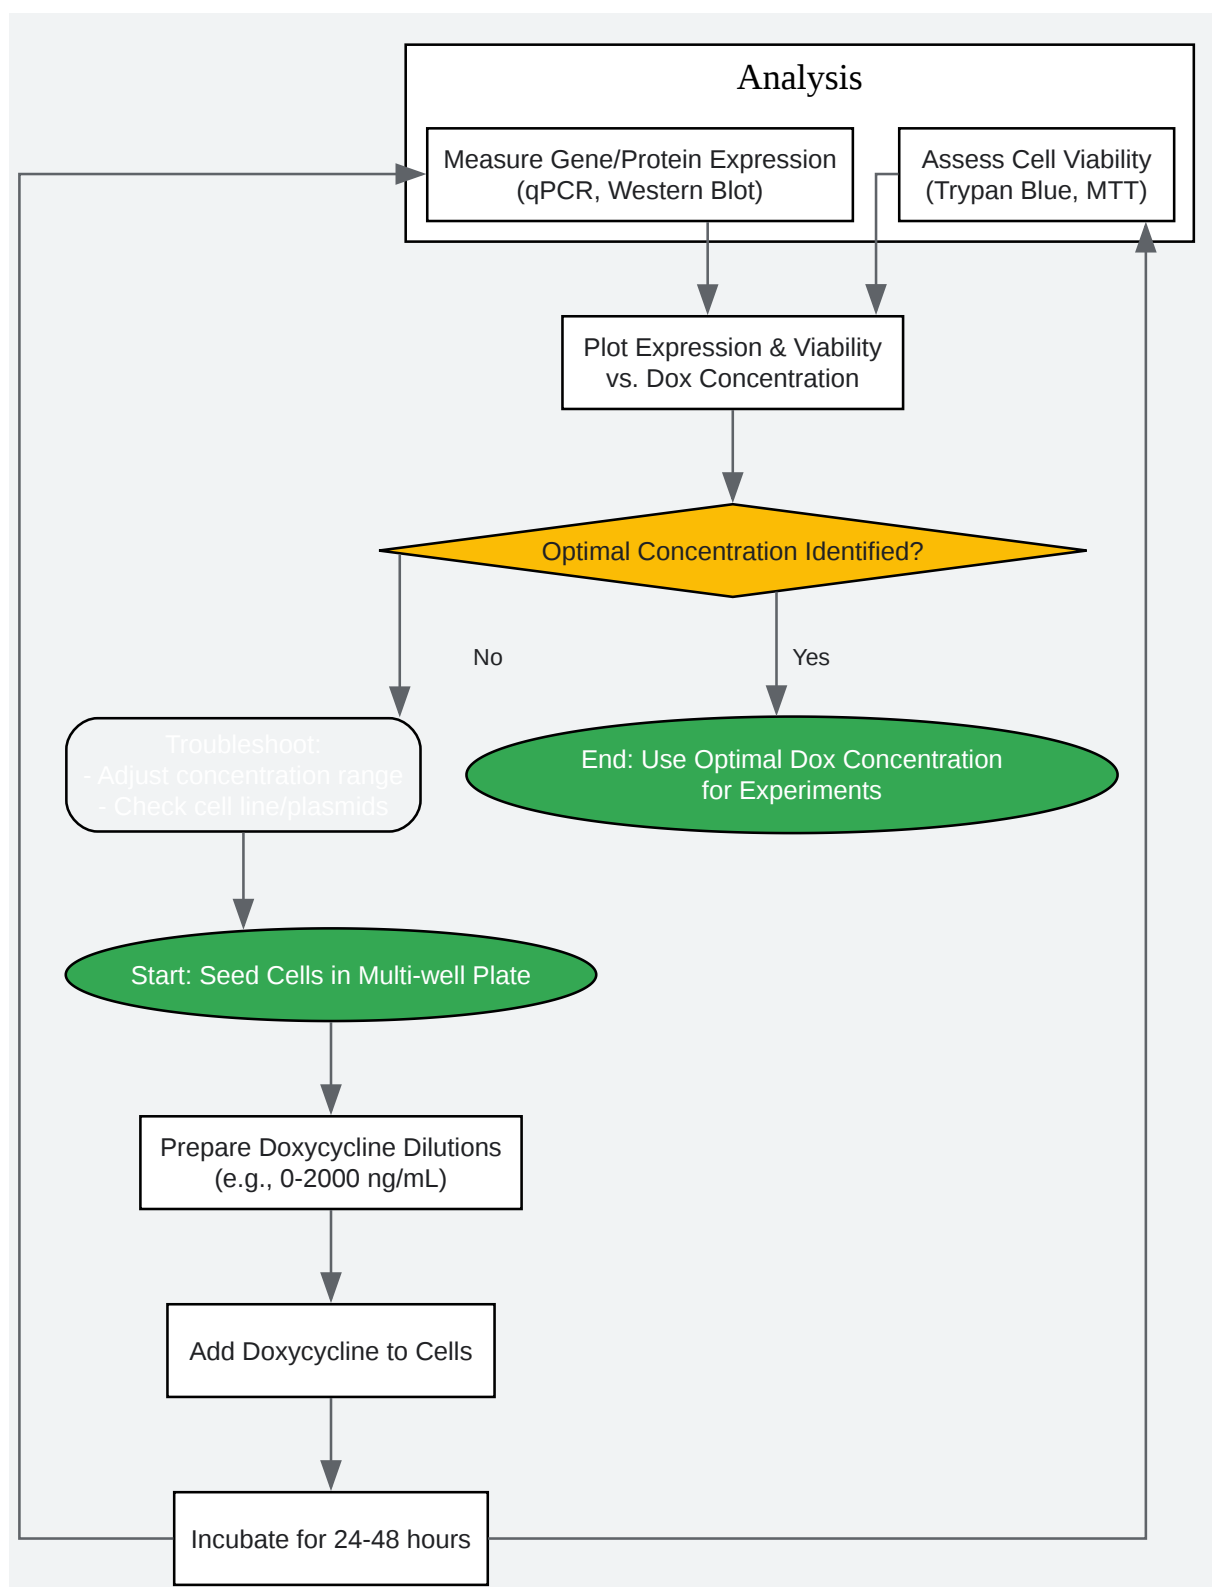 Analysis
Measure Gene/Protein Expression
(qPCR, Western Blot)
Assess Cell Viability
(Trypan Blue, MTT)
Plot Expression & Viability
vs. Dox Concentration
Optimal Concentration Identified?
No
Yes
Troubleshoot:
- Adjust concentration range
- Check cell line/plasmids
End: Use Optimal Dox Concentration
for Experiments
Start: Seed Cells in Multi-well Plate
Prepare Doxycycline Dilutions
(e.g., 0-2000 ng/mL)
Add Doxycycline to Cells
Incubate for 24-48 hours